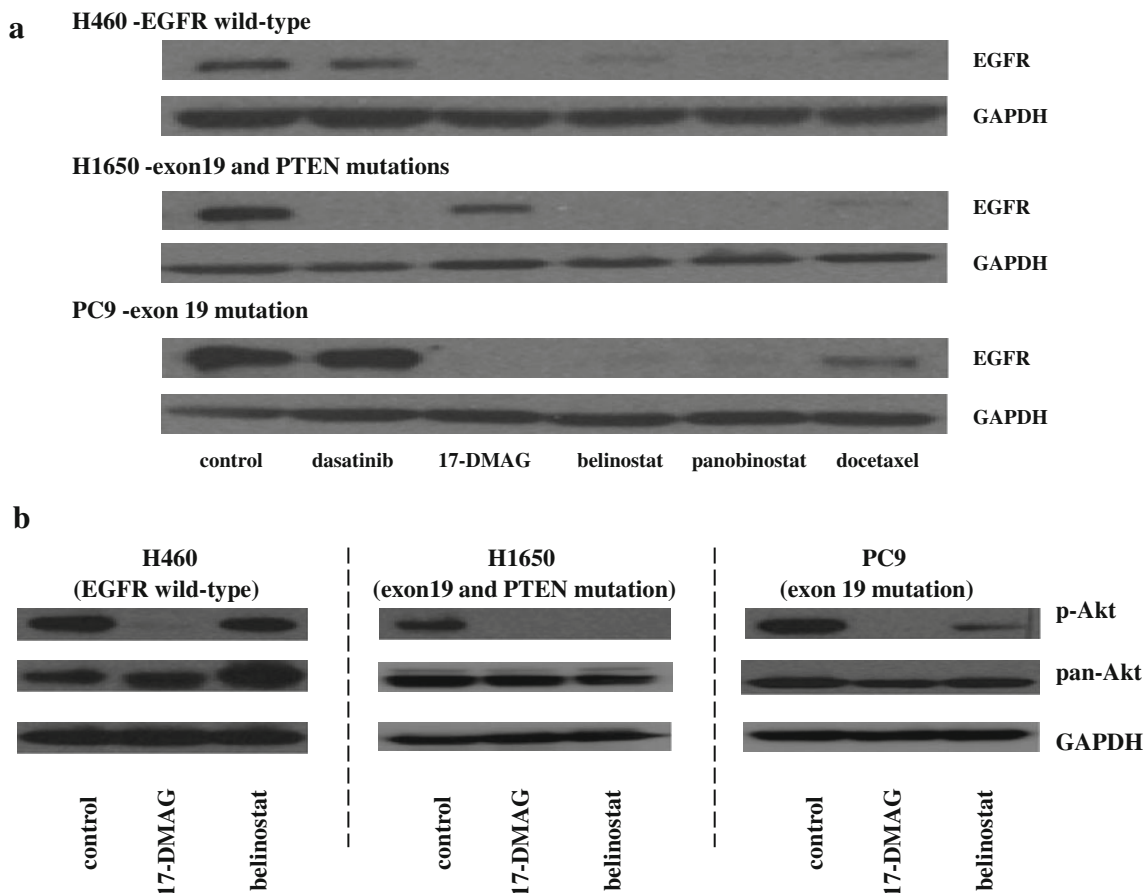 a
H460 -EGFR wild-type
EGFR
GAPDH
H1650 -exon19 and PTEN mutations
EGFR
GAPDH
PC9 -exon 19 mutation
EGFR
GAPDH
control dasatinib 17-DMAG belinostat panobinostat docetaxel
b
H460 H1650 PC9
(EGFR wild-type) (exon19 and PTEN mutation) (exon 19 mutation)
p-Akt
pan-Akt
GAPDH
control 17-DMAG belinostat control 17-DMAG belinostat control 17-DMAG belinostat